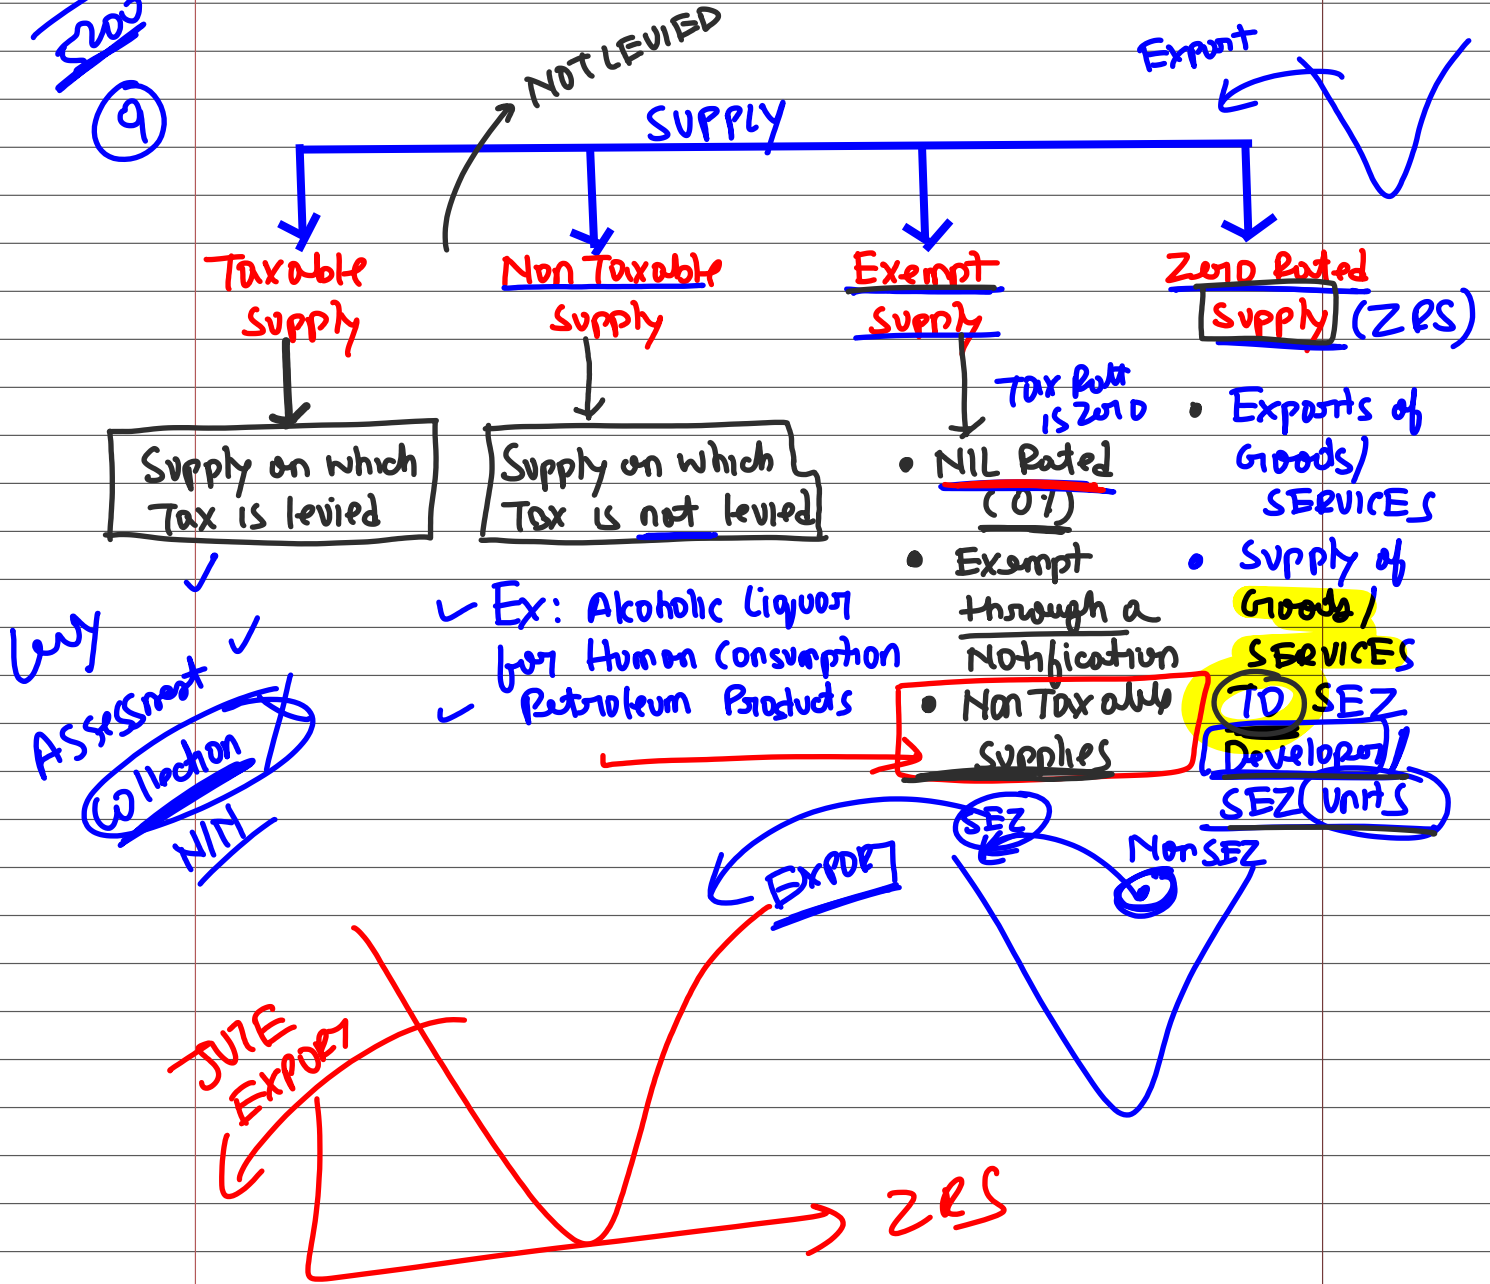 200
9
NOT LEVIED
Export
SUPPLY
Taxable
Supply
Non Taxable
Supply
Exempt
Supply
Zero Rated
Supply (ZRS)
Supply on which
Tax is levied
Supply on which
Tax is not levied
Tax Rate
is zero
• NIL Rated
(0%)
• Exempt
through a
Notification
• Non Taxable
supplies
• Exports of
Goods/
SERVICES
• Supply of
Goods/
SERVICES
TO SEZ
Developer/
SEZ units
Ex: Alcoholic Liquor
for Human Consumption
Petroleum Products
Levy
Assessment
Collection
NIN
SEZ
Non SEZ
EXPORT
JUTE
EXPORT
ZRS